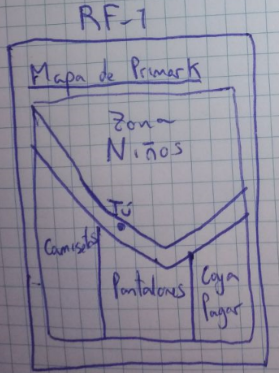 RF-1
Mapa de Primark
Zona
Niños
Tú
Camisetas
Pantalones
Caja
Pagar